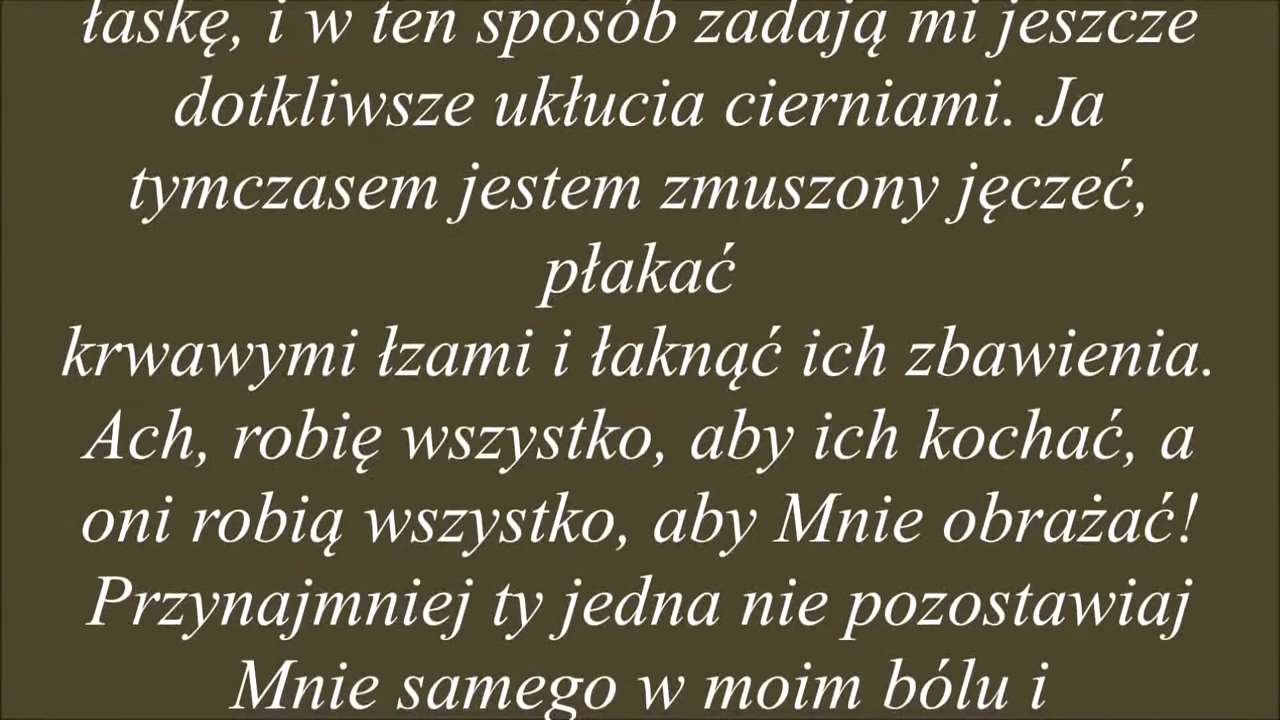 łaskę, i w ten sposób zadają mi jeszcze
dotkliwsze ukłucia cierniami. Ja
tymczasem jestem zmuszony jęczeć,
płakać
krwawymi łzami i łaknąć ich zbawienia.
Ach, robię wszystko, aby ich kochać, a
oni robią wszystko, aby Mnie obrażać!
Przynajmniej ty jedna nie pozostawiaj
Mnie samego w moim bólu i